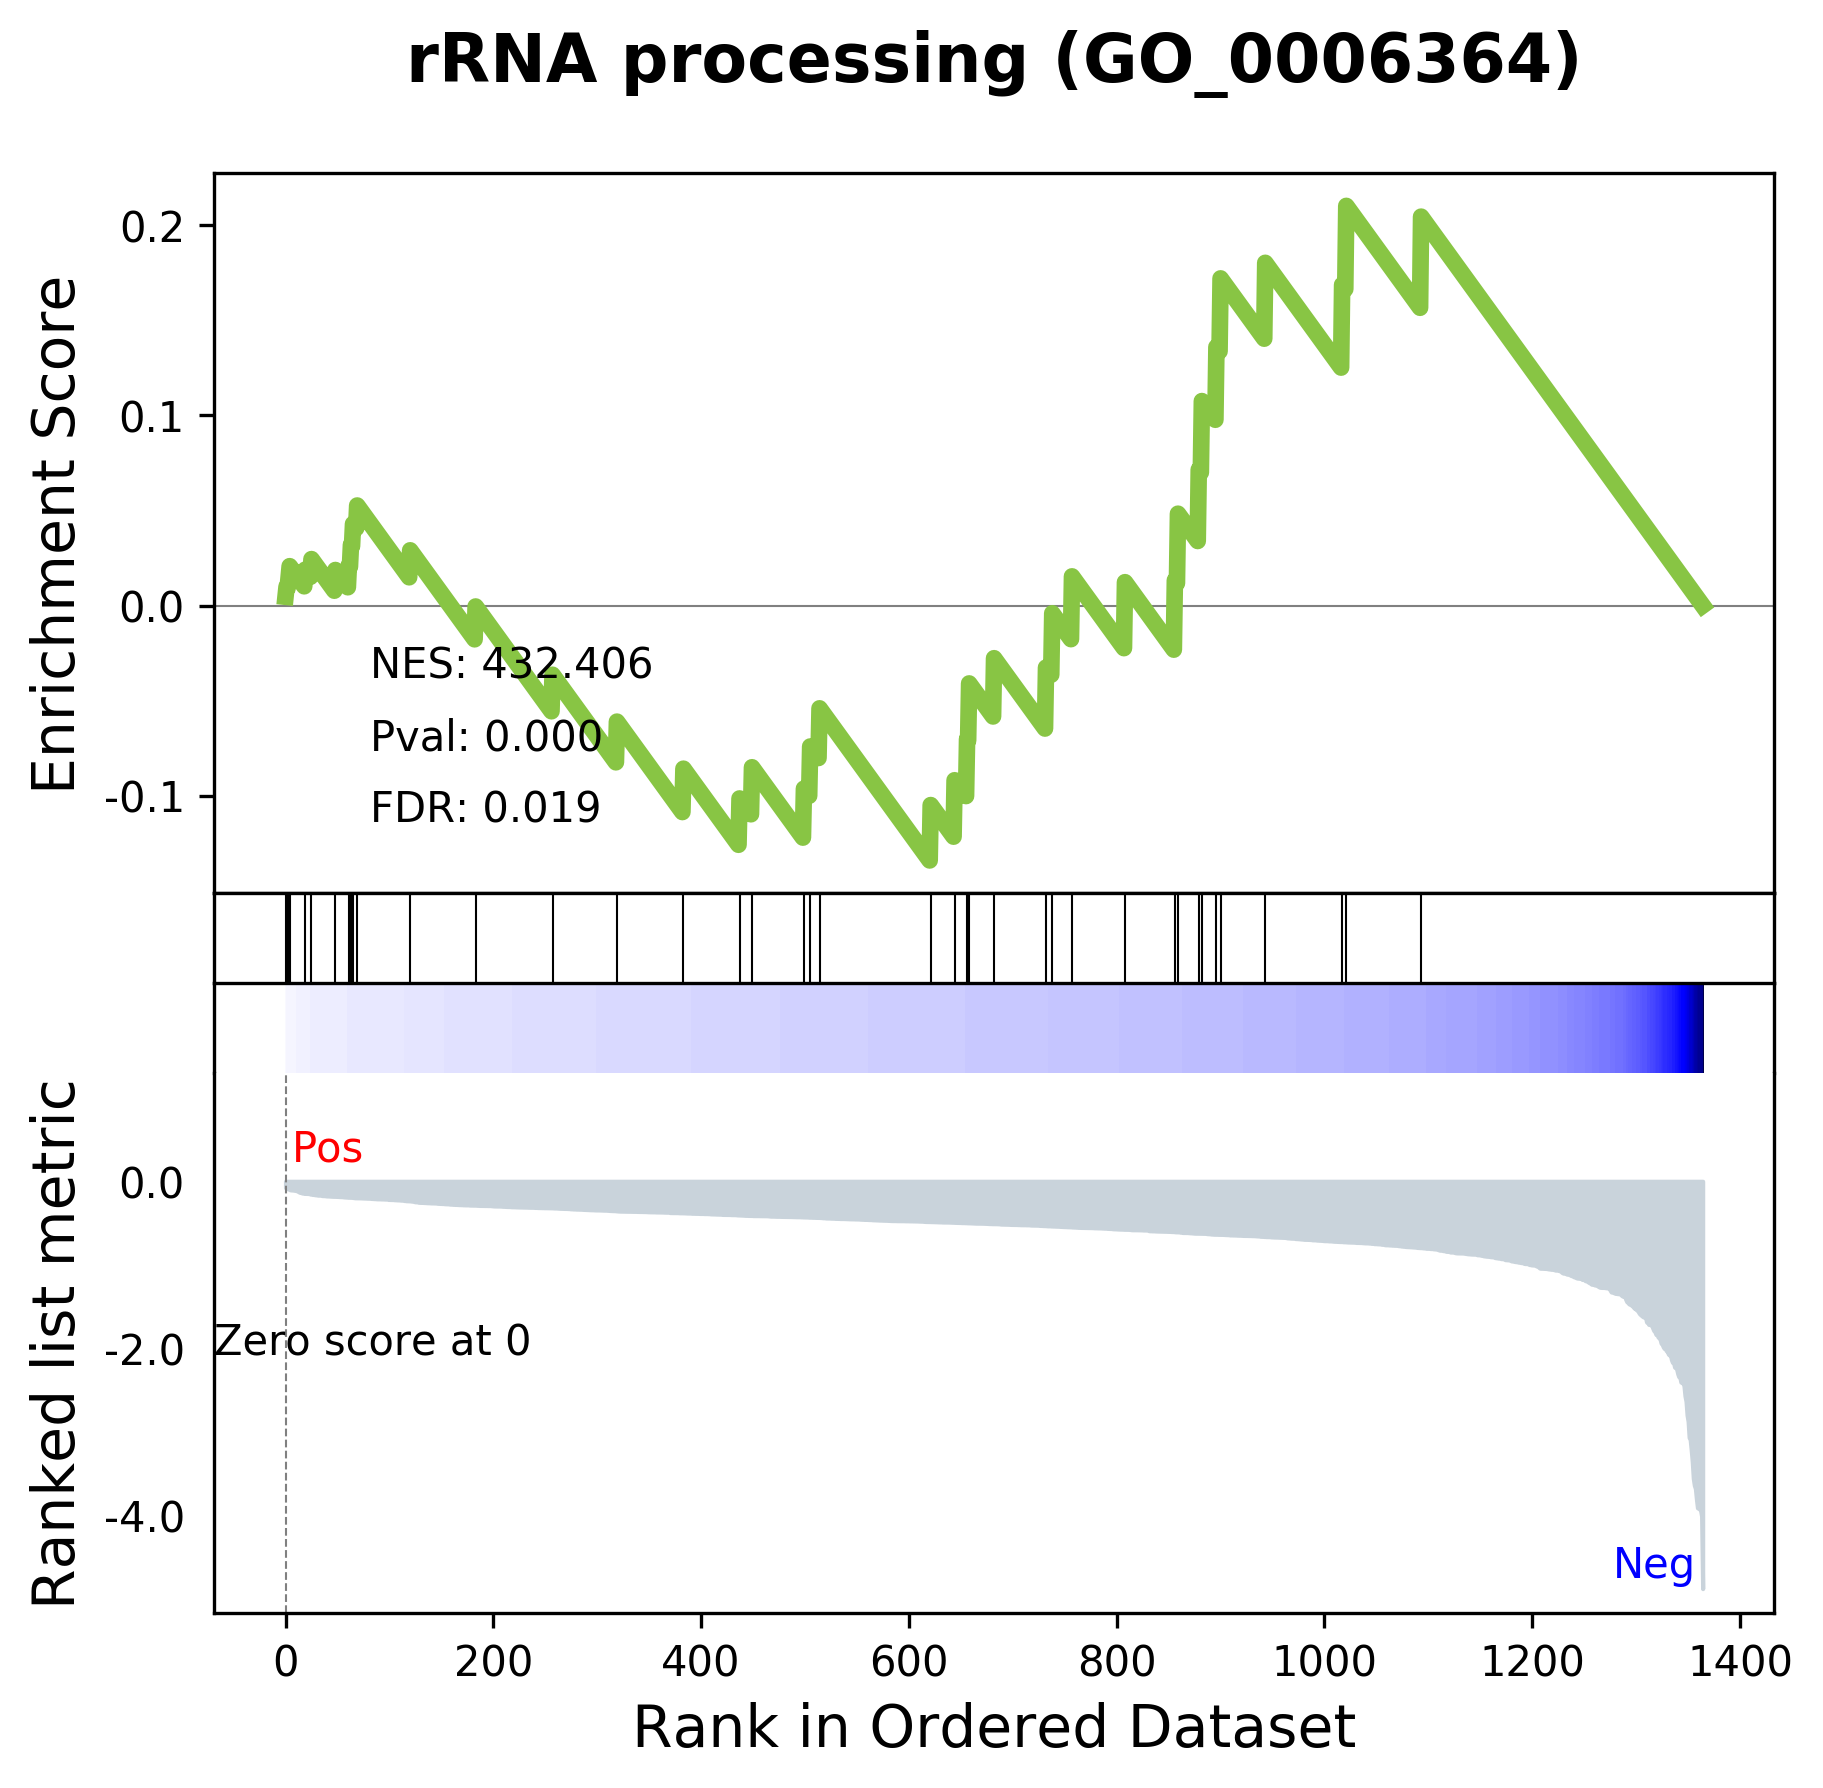 rRNA processing (GO_0006364)
Enrichment Score
0.2
0.1
0.0
-0.1
NES: 432.406
Pval: 0.000
FDR: 0.019
Ranked list metric
Pos
0.0
-2.0
-4.0
Zero score at 0
Neg
0 200 400 600 800 1000 1200 1400
Rank in Ordered Dataset